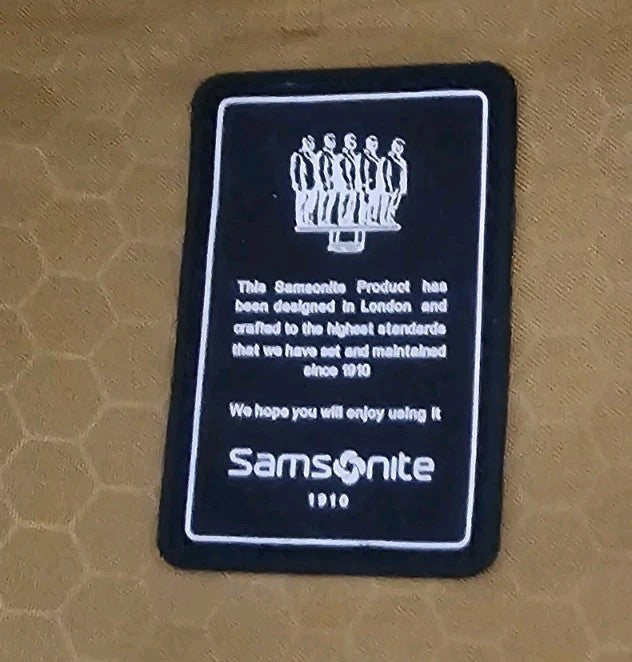 This Samsonite Product has
been designed in London and
crafted to the highest standards
that we have set and maintained
since 1910
We hope you will enjoy using it
Samsonite
1910